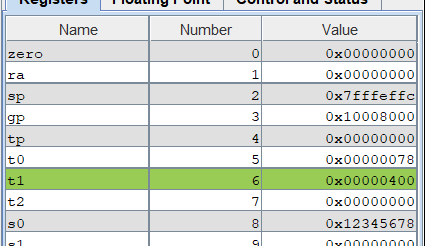 Registers Floating Point Control and Status
Name Number Value
zero 0 0x00000000
ra 1 0x00000000
sp 2 0x7fffeffc
gp 3 0x10008000
tp 4 0x00000000
t0 5 0x00000078
t1 6 0x00000400
t2 7 0x00000000
s0 8 0x12345678
s1 9 0x00000000